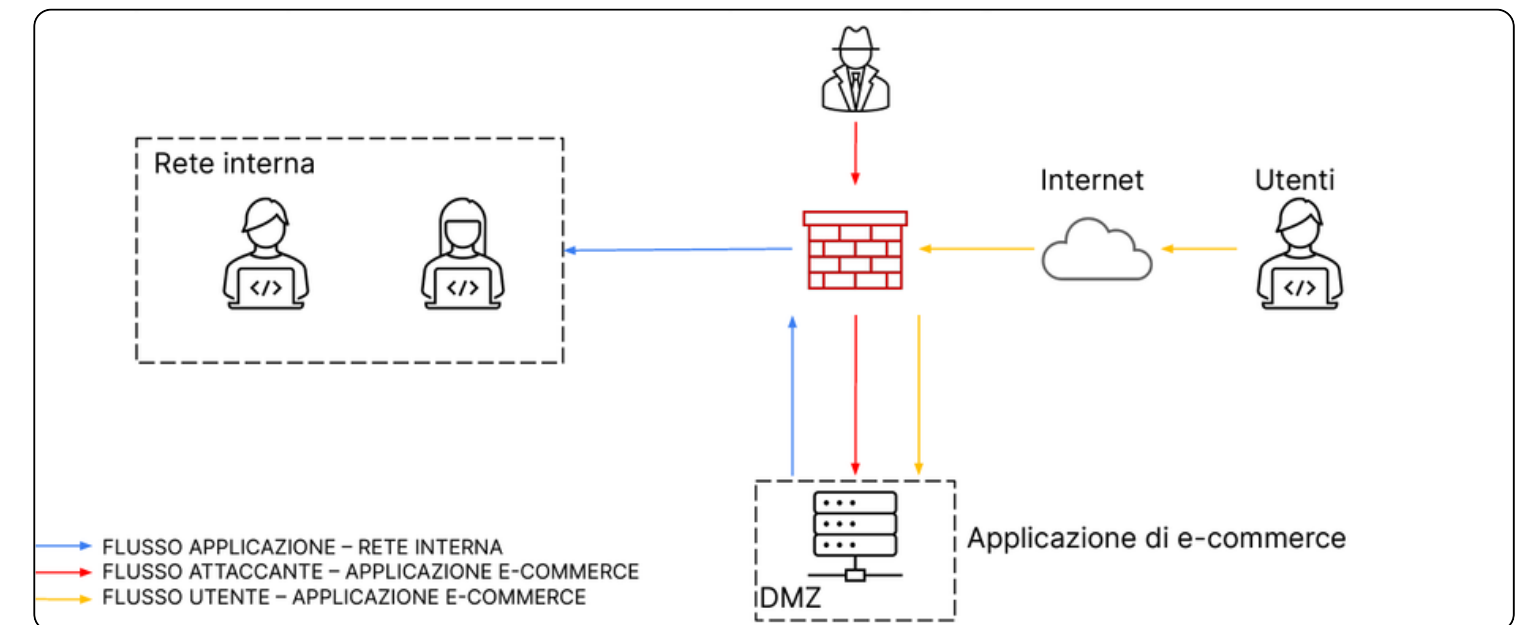 Rete interna
Internet
Utenti
</>
</>
</>
Applicazione di e-commerce
DMZ
FLUSSO APPLICAZIONE – RETE INTERNA
FLUSSO ATTACCANTE – APPLICAZIONE E-COMMERCE
FLUSSO UTENTE – APPLICAZIONE E-COMMERCE